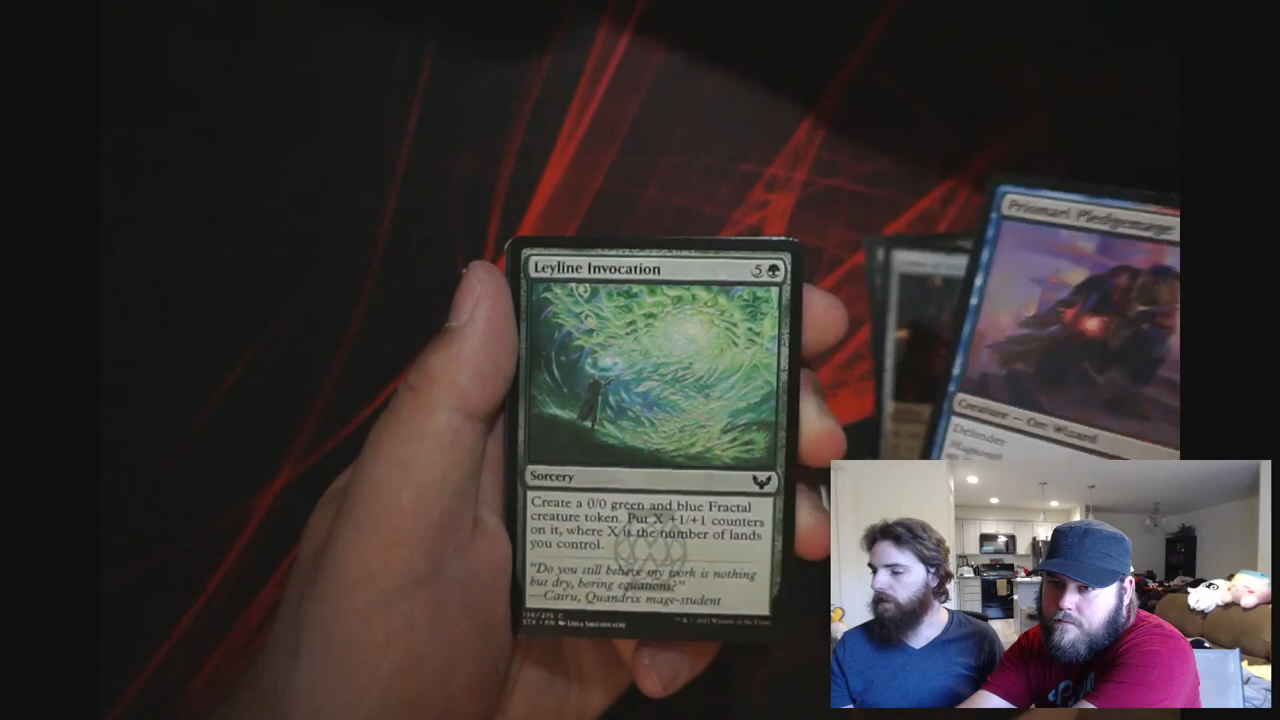 Leyline Invocation 5
Sorcery
Create a 0/0 green and blue Fractal
creature token. Put X +1/+1 counters
on it, where X is the number of lands
you control.
"Do you still believe my work is nothing
but dry, boring equations?"
—Cairu, Quandrix mage-student
Prismari Pledgemage
Creature — Orc Wizard
Defender